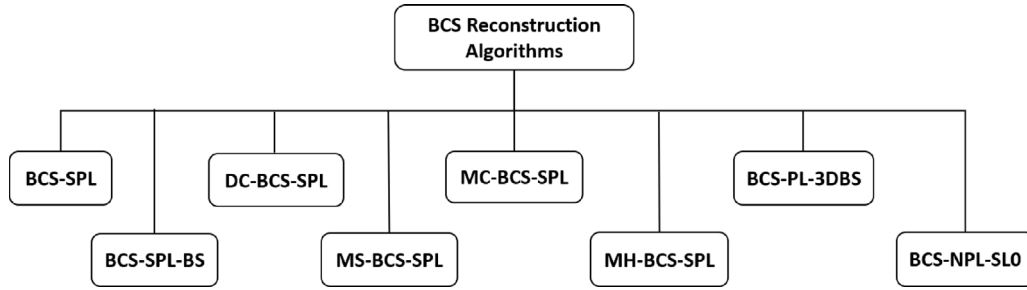 BCS Reconstruction
Algorithms
BCS-SPL
DC-BCS-SPL
MC-BCS-SPL
BCS-PL-3DBS
BCS-SPL-BS
MS-BCS-SPL
MH-BCS-SPL
BCS-NPL-SL0